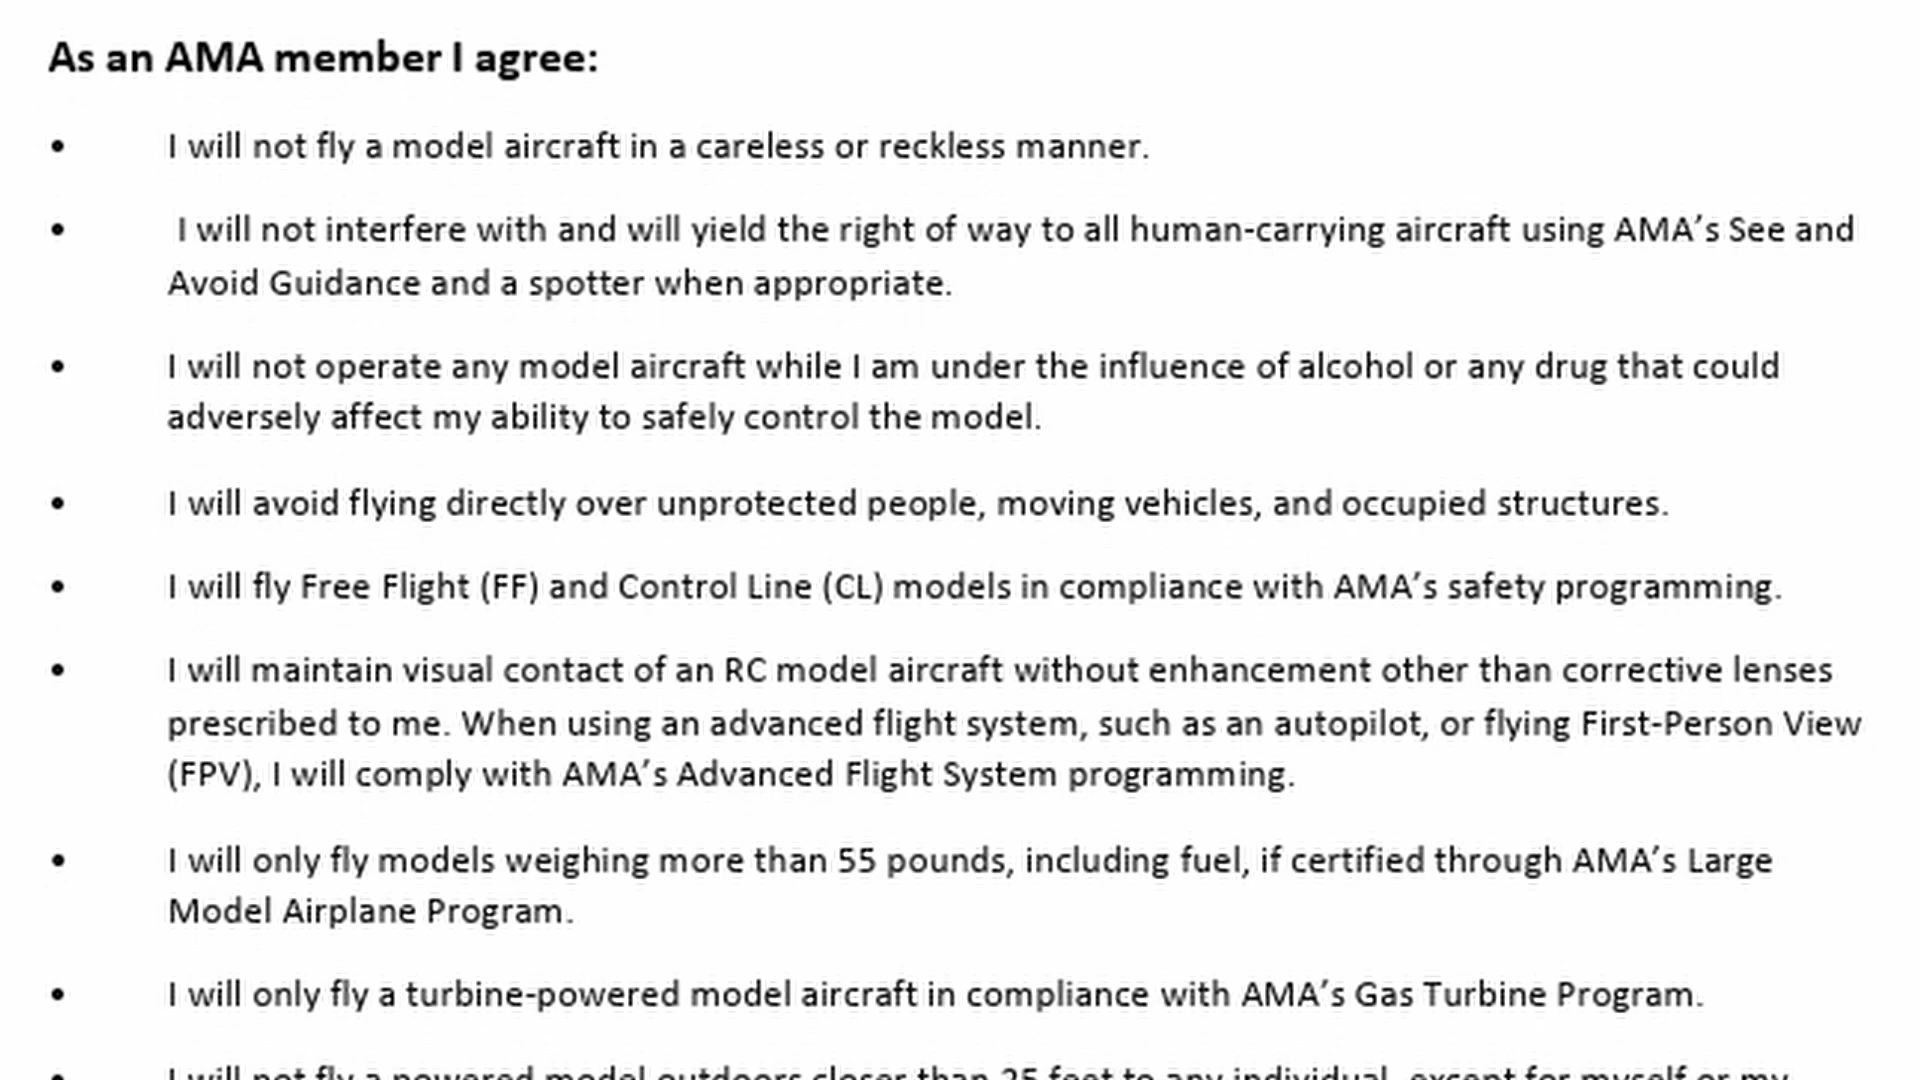 As an AMA member I agree:
• I will not fly a model aircraft in a careless or reckless manner.
• I will not interfere with and will yield the right of way to all human-carrying aircraft using AMA’s See and
Avoid Guidance and a spotter when appropriate.
• I will not operate any model aircraft while I am under the influence of alcohol or any drug that could
adversely affect my ability to safely control the model.
• I will avoid flying directly over unprotected people, moving vehicles, and occupied structures.
• I will fly Free Flight (FF) and Control Line (CL) models in compliance with AMA’s safety programming.
• I will maintain visual contact of an RC model aircraft without enhancement other than corrective lenses
prescribed to me. When using an advanced flight system, such as an autopilot, or flying First-Person View
(FPV), I will comply with AMA’s Advanced Flight System programming.
• I will only fly models weighing more than 55 pounds, including fuel, if certified through AMA’s Large
Model Airplane Program.
• I will only fly a turbine-powered model aircraft in compliance with AMA’s Gas Turbine Program.
• I will not fly a powered model outdoors closer than 25 feet to any individual, except for myself or my